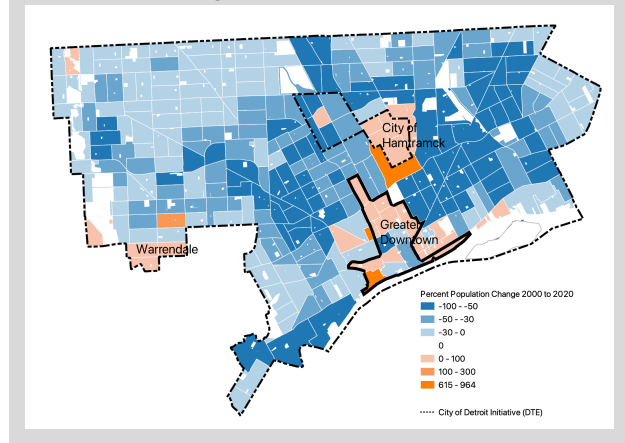 City of
Hamtramck
Greater
Downtown
Warrendale
Percent Population Change 2000 to 2020
-100 - -50
-50 - -30
-30 - 0
0
0 - 100
100 - 300
615 - 964
City of Detroit Initiative (DTE)